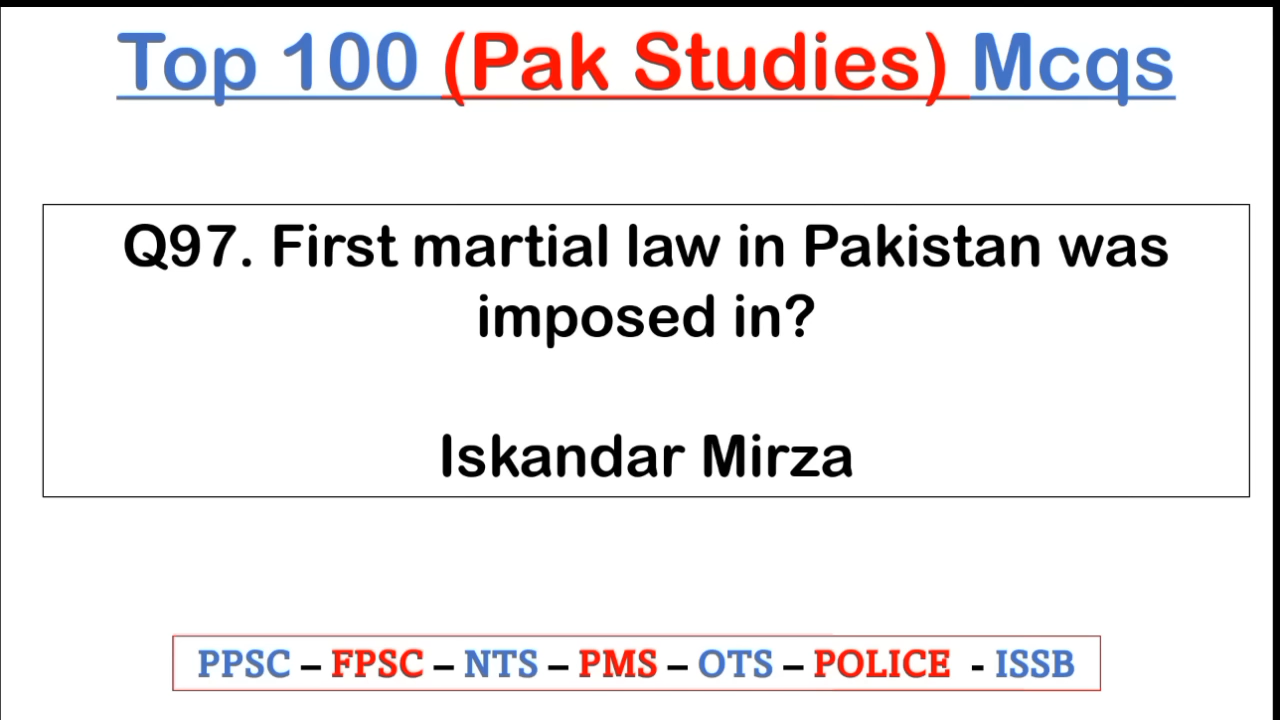 Top 100 (Pak Studies) Mcqs
Q97. First martial law in Pakistan was
imposed in?
Iskandar Mirza
PPSC – FPSC – NTS – PMS – OTS – POLICE - ISSB